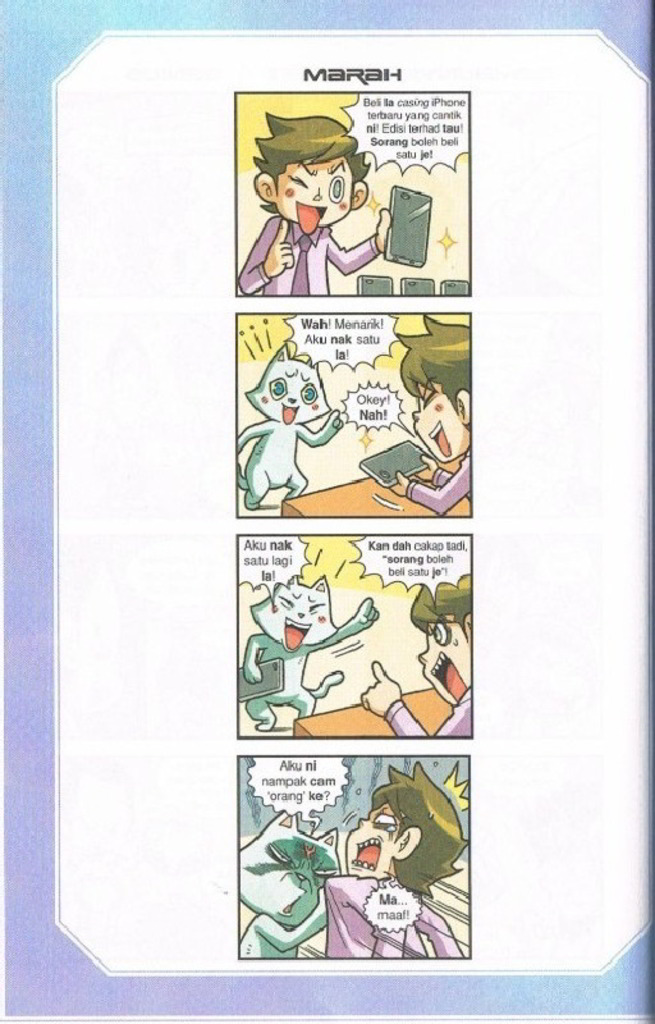 MARAH
Beli la casing iPhone
terbaru yang cantik
ni! Edisi terhad tau!
Sorang boleh beli
satu je!
Wah! Menarik!
Aku nak satu
la!
Okey!
Nah!
Aku nak
satu lagi
la!
Kan dah cakap tadi,
"sorang boleh
beli satu je"!
Aku ni
nampak cam
'orang' ke?
Ma...
maaf!